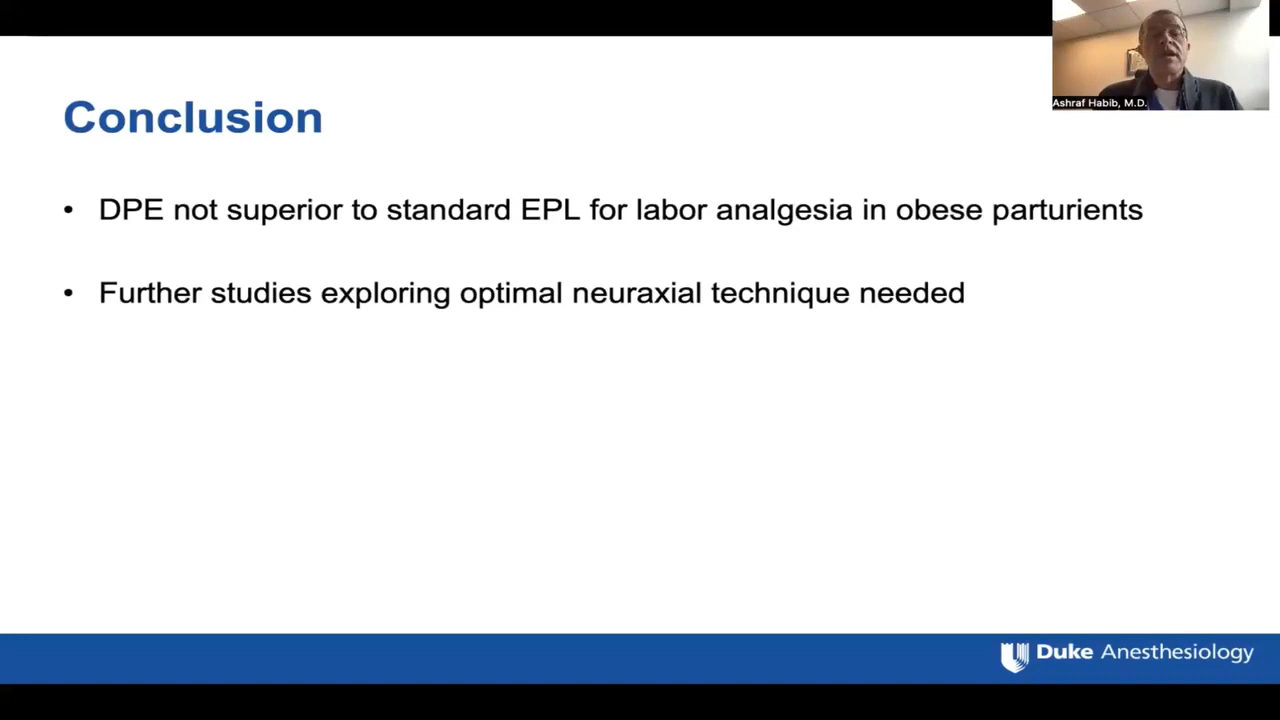 Ashraf Habib, M.D.
Conclusion
• DPE not superior to standard EPL for labor analgesia in obese parturients
• Further studies exploring optimal neuraxial technique needed
Duke Anesthesiology